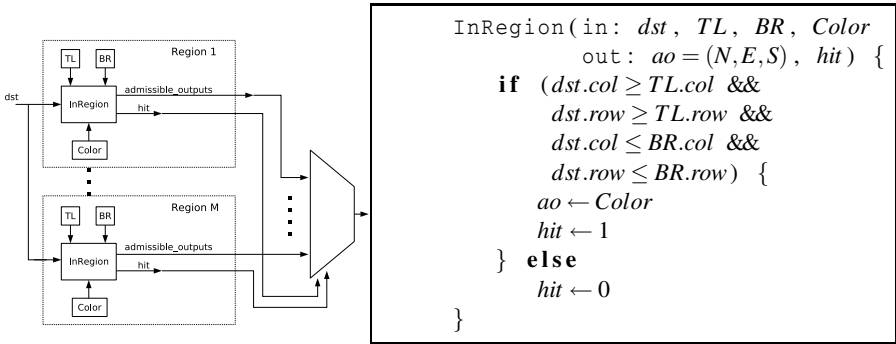 Region 1
TL
BR
dst
InRegion
admissible_outputs
hit
Color
Region M
TL
BR
InRegion
admissible_outputs
hit
Color
InRegion(in: dst, TL, BR, Color
out: ao = (N,E,S), hit) {
if (dst.col ≥ TL.col &&
dst.row ≥ TL.row &&
dst.col ≤ BR.col &&
dst.row ≤ BR.row) {
ao ← Color
hit ← 1
} else
hit ← 0
}